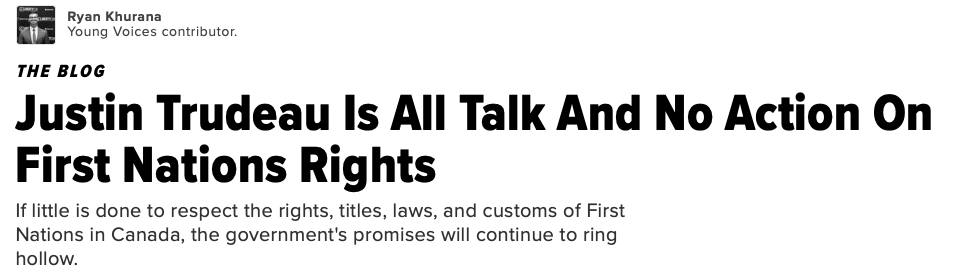 Ryan Khurana
Young Voices contributor.
THE BLOG
Justin Trudeau Is All Talk And No Action On
First Nations Rights
If little is done to respect the rights, titles, laws, and customs of First
Nations in Canada, the government's promises will continue to ring
hollow.